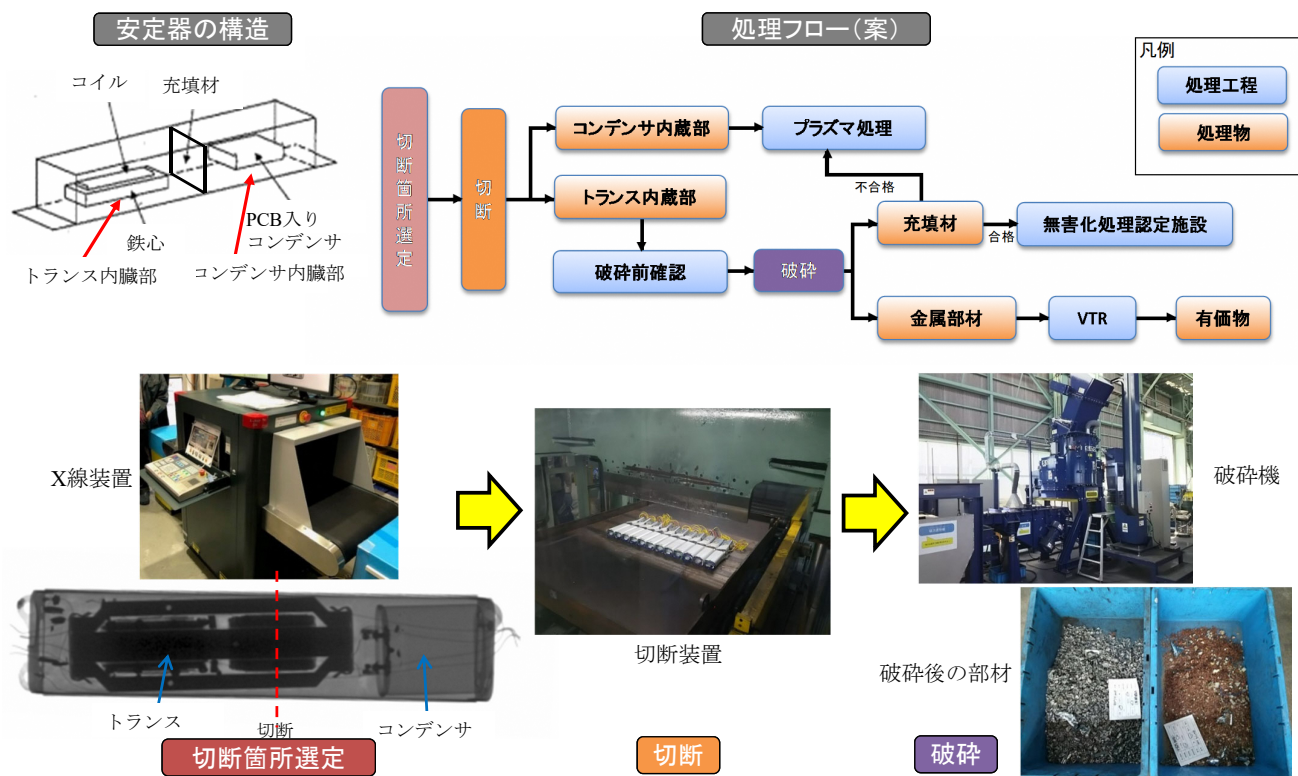 安定器の構造
処理フロー(案)
凡例
処理工程
処理物
コイル
充填材
PCB入り
コンデンサ
鉄心
トランス内臓部
コンデンサ内臓部
切断箇所選定
切断
コンデンサ内蔵部
プラズマ処理
トランス内蔵部
不合格
充填材
合格
無害化処理認定施設
破砕前確認
破砕
金属部材
VTR
有価物
X線装置
破砕機
切断装置
破砕後の部材
トランス
切断
コンデンサ
切断箇所選定
切断
破砕